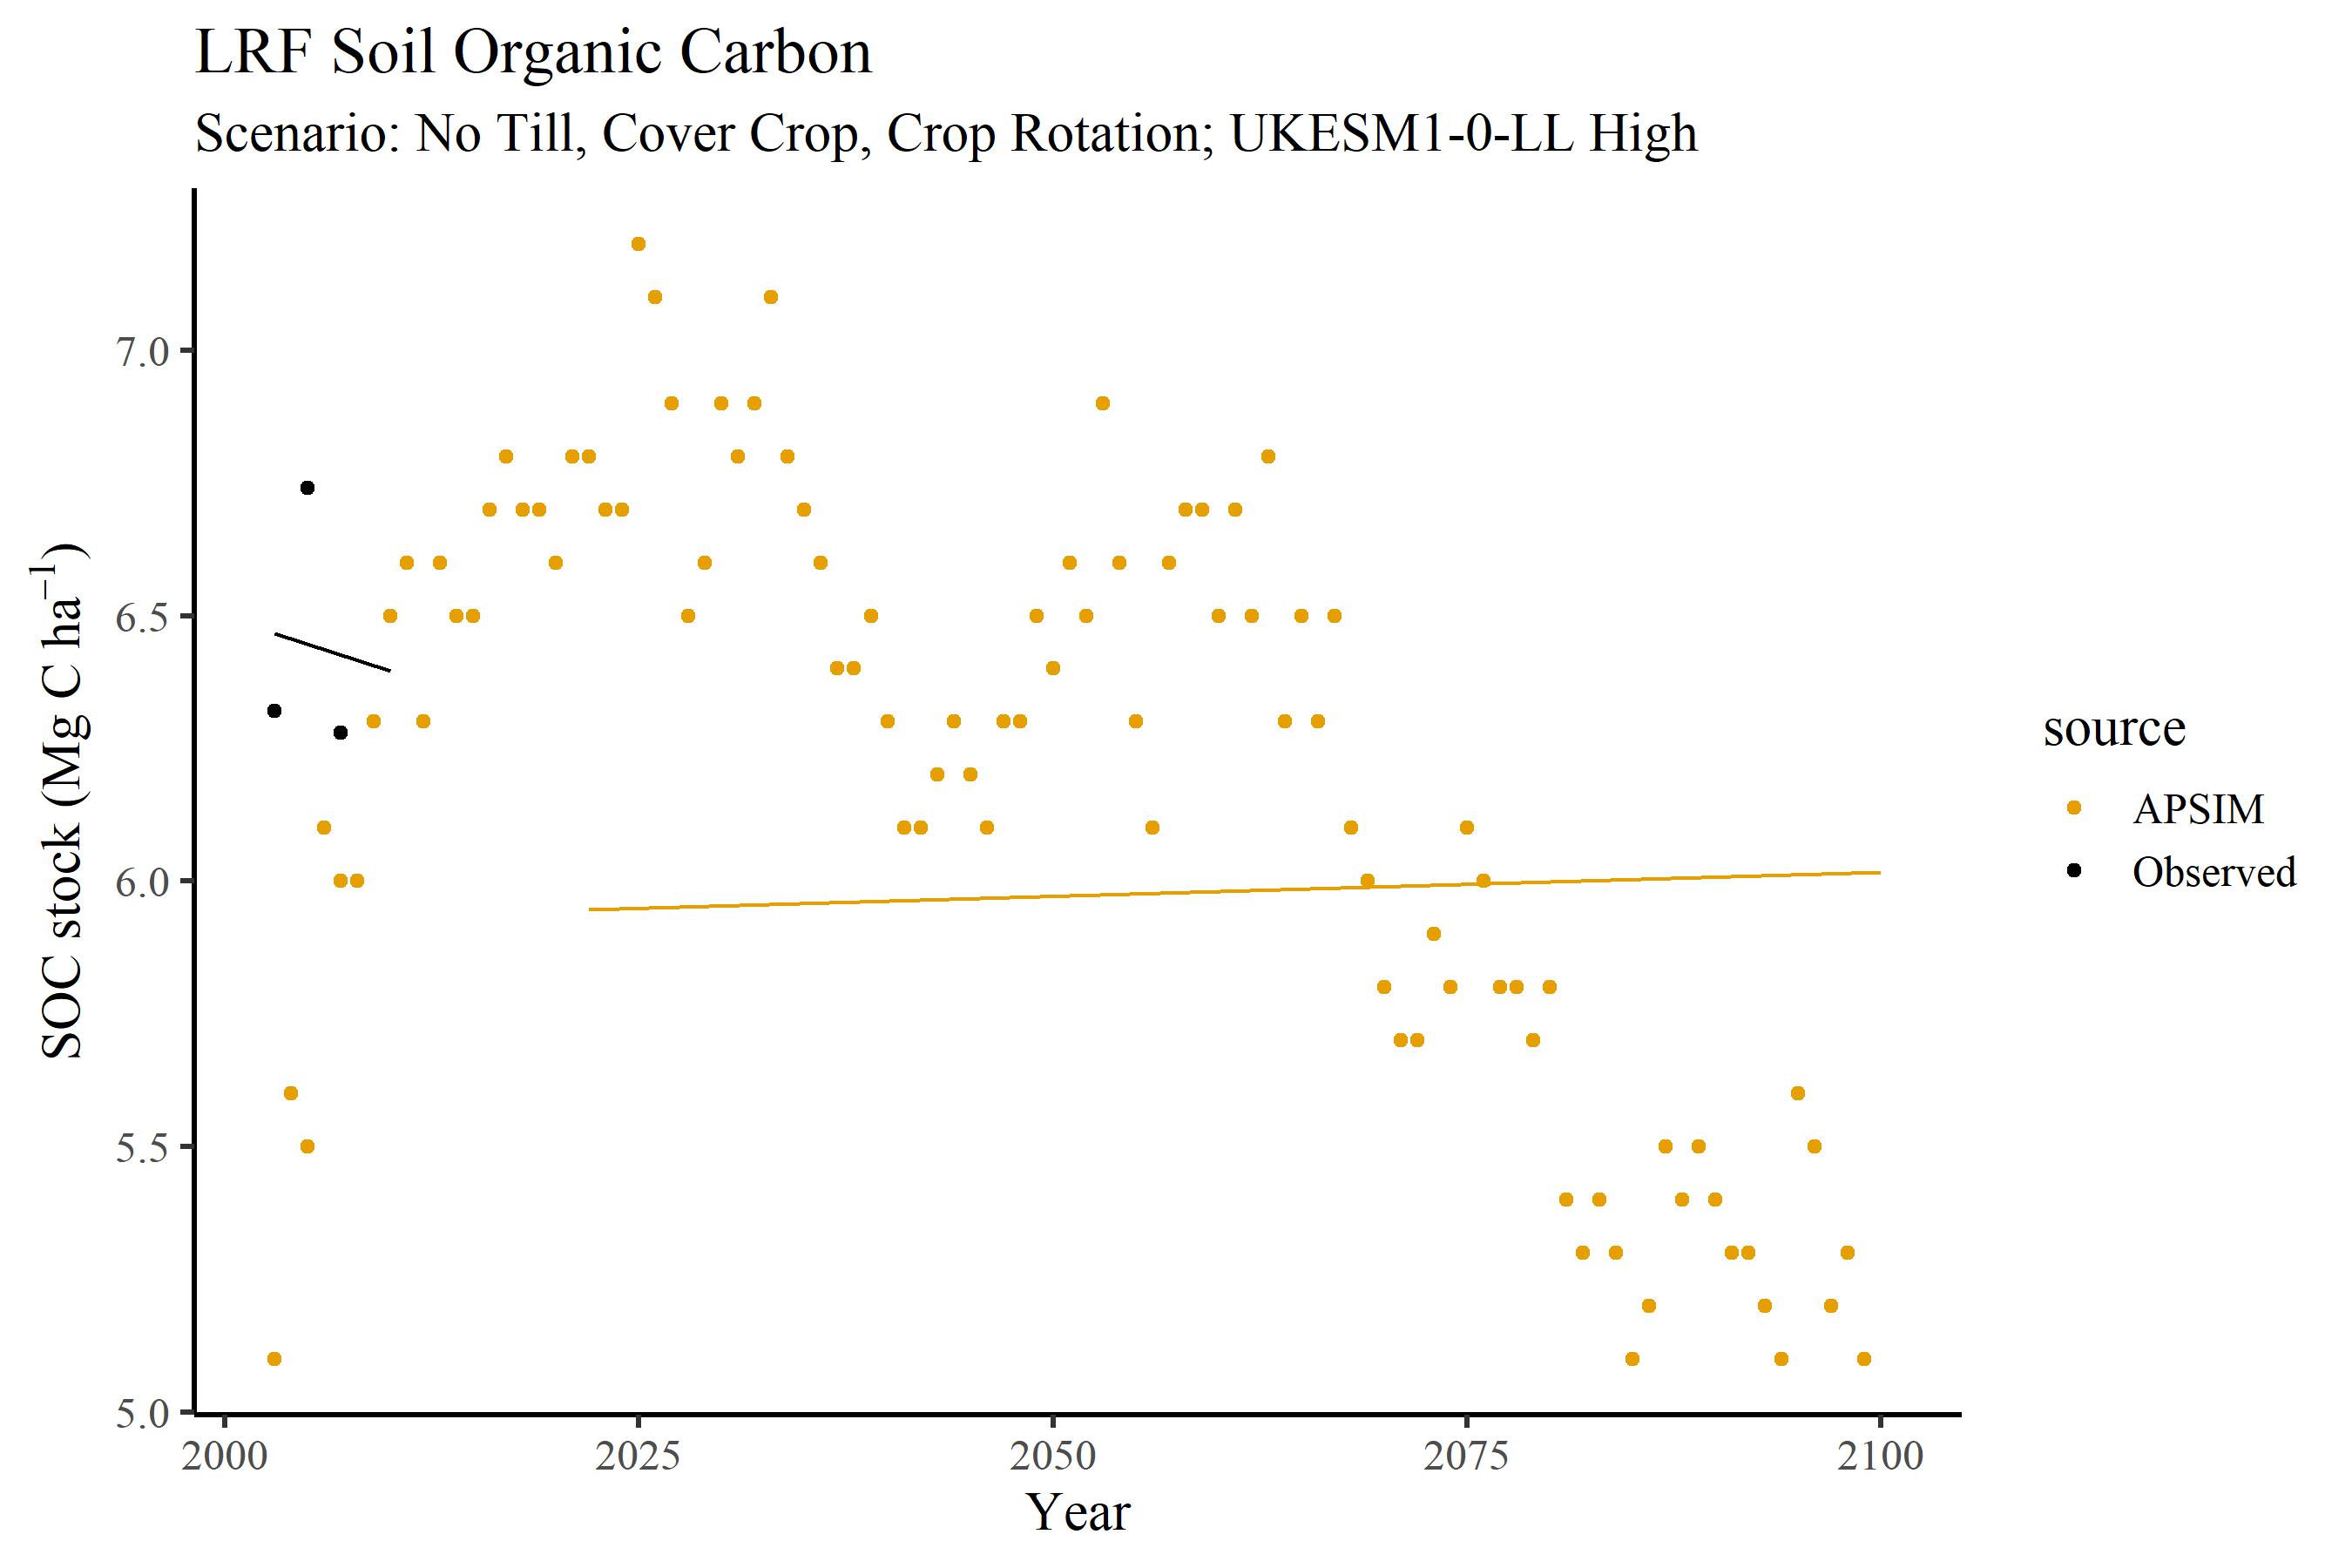 LRF Soil Organic Carbon
Scenario: No Till, Cover Crop, Crop Rotation; UKESM1-0-LL High
SOC stock (Mg C ha⁻¹)
7.0
6.5
6.0
5.5
5.0
2000 2025 2050 2075 2100
Year
source
APSIM
Observed